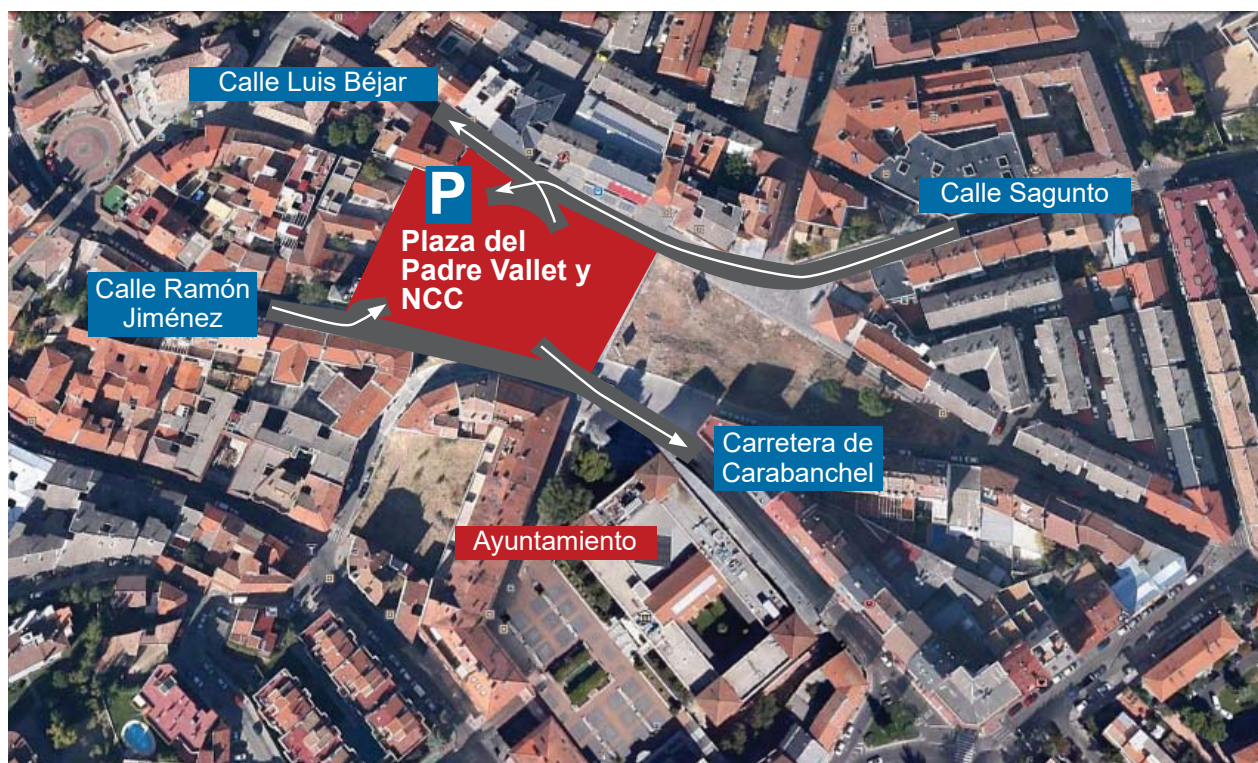 Calle Luis Béjar
P
Calle Sagunto
Plaza del
Padre Vallet y
NCC
Calle Ramón
Jiménez
Carretera de
Carabanchel
Ayuntamiento